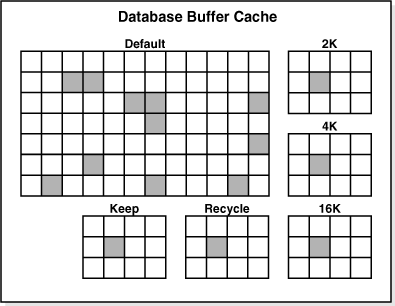 Database Buffer Cache
Default
2K
4K
Keep
Recycle
16K